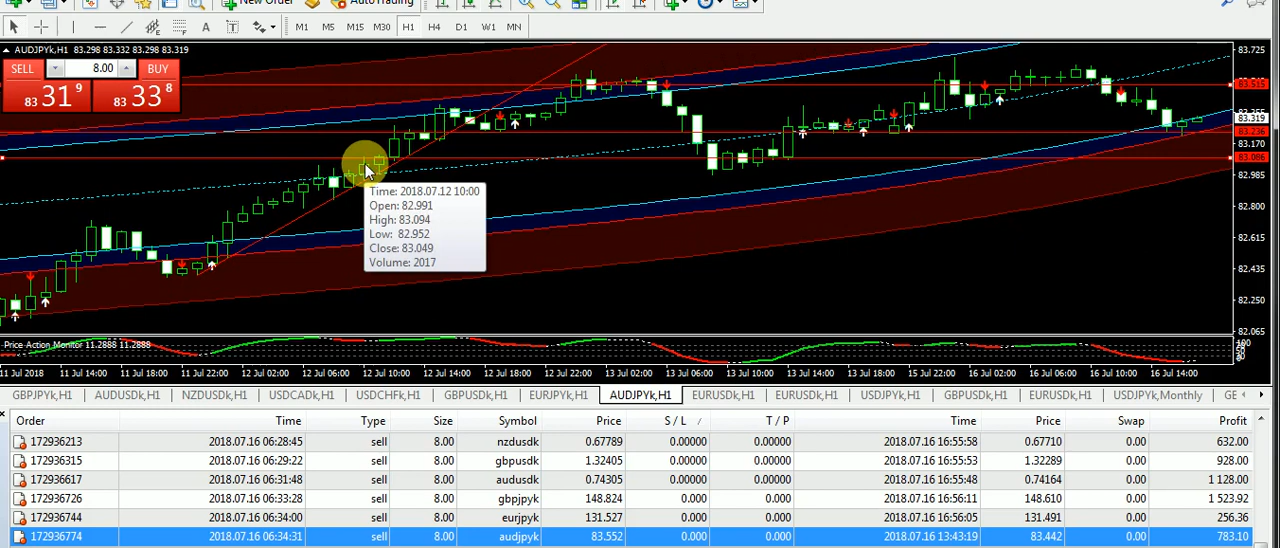 New Order
AutoTrading
A
T
M1 M5 M15 M30 H1 H4 D1 W1 MN
AUDJPYk,H1 83.298 83.332 83.298 83.319
SELL 8.00 BUY
83 31 9 83 33 8
83.725
83.515
83.319
83.236
83.170
83.086
82.985
82.800
82.615
82.435
82.250
82.065
Time: 2018.07.12 10:00
Open: 82.991
High: 83.094
Low: 82.952
Close: 83.049
Volume: 2017
Price Action Monitor 11.2888 11.2888
100
11 Jul 2018 11 Jul 14:00 11 Jul 18:00 11 Jul 22:00 12 Jul 02:00 12 Jul 06:00 12 Jul 10:00 12 Jul 14:00 12 Jul 18:00 12 Jul 22:00 13 Jul 02:00 13 Jul 06:00 13 Jul 10:00 13 Jul 14:00 13 Jul 18:00 15 Jul 22:00 16 Jul 02:00 16 Jul 06:00 16 Jul 10:00 16 Jul 14:00
GBPJPYk,H1 AUDUSDk,H1 NZDUSDk,H1 USDCADk,H1 USDCHFk,H1 GBPUSDk,H1 EURJPYk,H1 AUDJPYk,H1 EURUSDk,H1 EURUSDk,H1 USDJPYk,H1 GBPUSDk,H1 EURUSDk,H1 USDJPYk,Monthly GE
Order Time Type Size Symbol Price S / L T / P Time Price Swap Profit
172936213 2018.07.16 06:28:45 sell 8.00 nzdusdk 0.67789 0.00000 0.00000 2018.07.16 16:55:58 0.67710 0.00 632.00
172936315 2018.07.16 06:29:22 sell 8.00 gbpusdk 1.32405 0.00000 0.00000 2018.07.16 16:55:53 1.32289 0.00 928.00
172936617 2018.07.16 06:31:48 sell 8.00 audusdk 0.74305 0.00000 0.00000 2018.07.16 16:55:48 0.74164 0.00 1 128.00
172936726 2018.07.16 06:33:28 sell 8.00 gbpjpyk 148.824 0.000 0.000 2018.07.16 16:56:11 148.610 0.00 1 523.92
172936744 2018.07.16 06:34:00 sell 8.00 eurjpyk 131.527 0.000 0.000 2018.07.16 16:56:05 131.491 0.00 256.36
172936774 2018.07.16 06:34:31 sell 8.00 audjpyk 83.552 0.000 0.000 2018.07.16 13:43:19 83.442 0.00 783.10